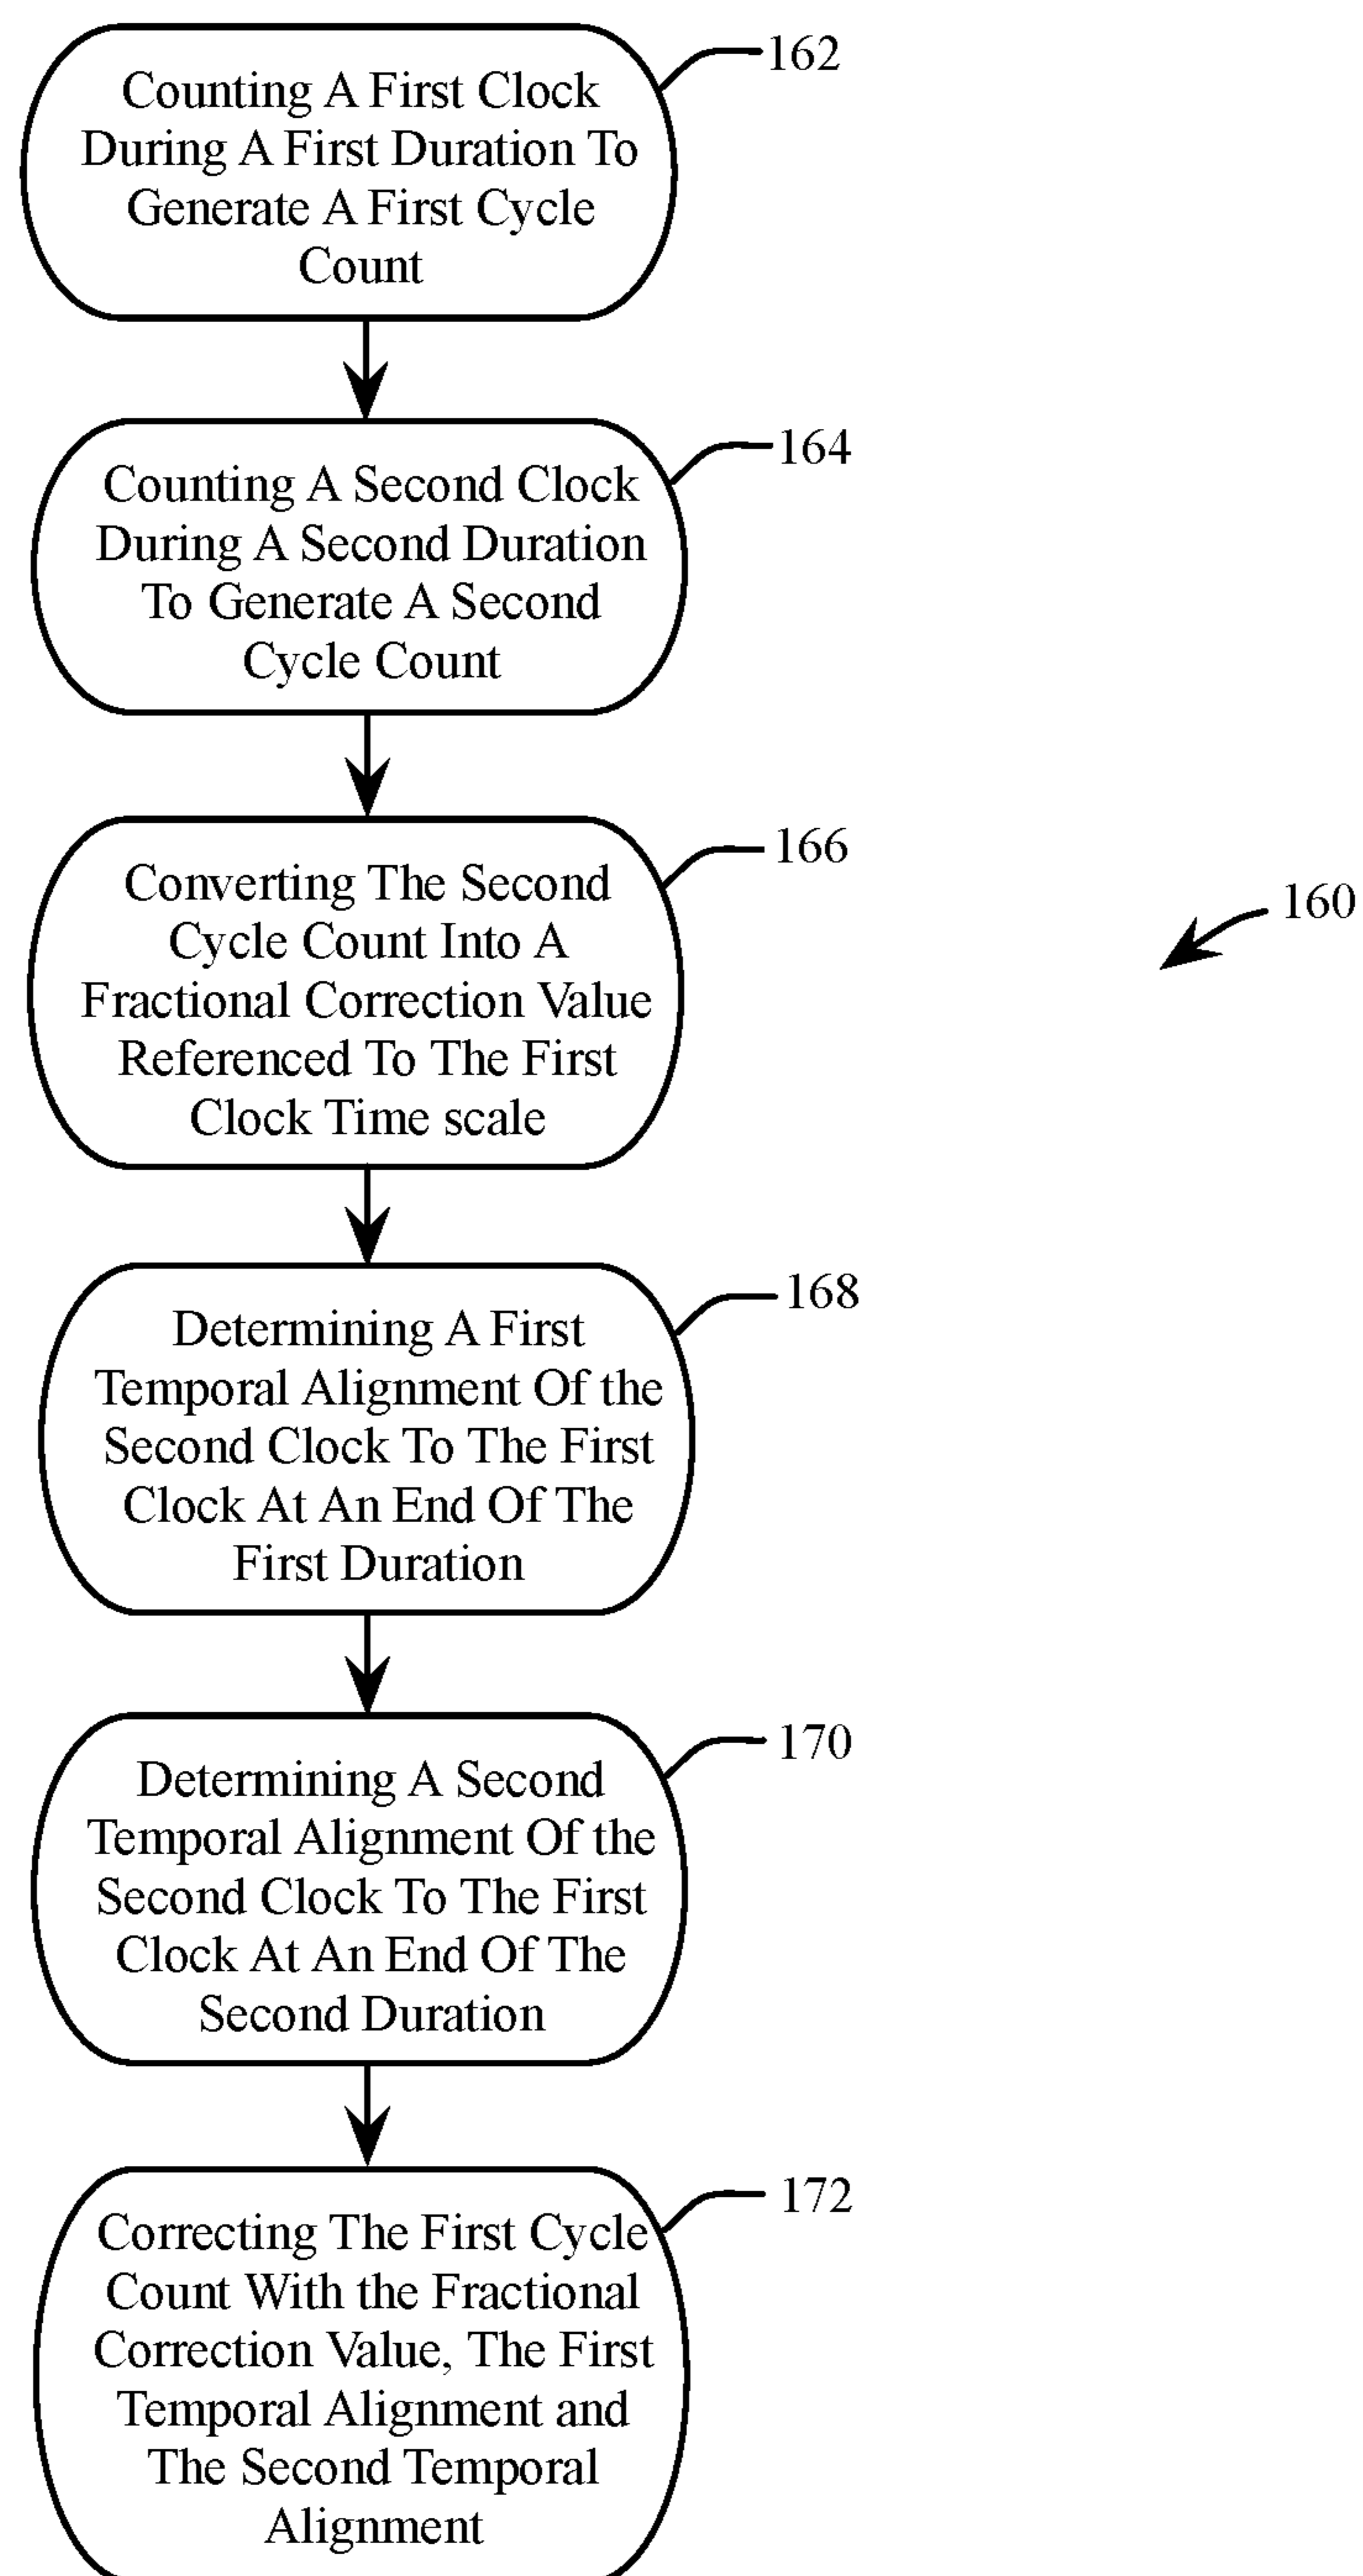 Counting A First Clock
During A First Duration To
Generate A First Cycle
Count
162
Counting A Second Clock
During A Second Duration
To Generate A Second
Cycle Count
164
Converting The Second
Cycle Count Into A
Fractional Correction Value
Referenced To The First
Clock Time scale
166
160
Determining A First
Temporal Alignment Of the
Second Clock To The First
Clock At An End Of The
First Duration
168
Determining A Second
Temporal Alignment Of the
Second Clock To The First
Clock At An End Of The
Second Duration
170
Correcting The First Cycle
Count With the Fractional
Correction Value, The First
Temporal Alignment and
The Second Temporal
Alignment
172